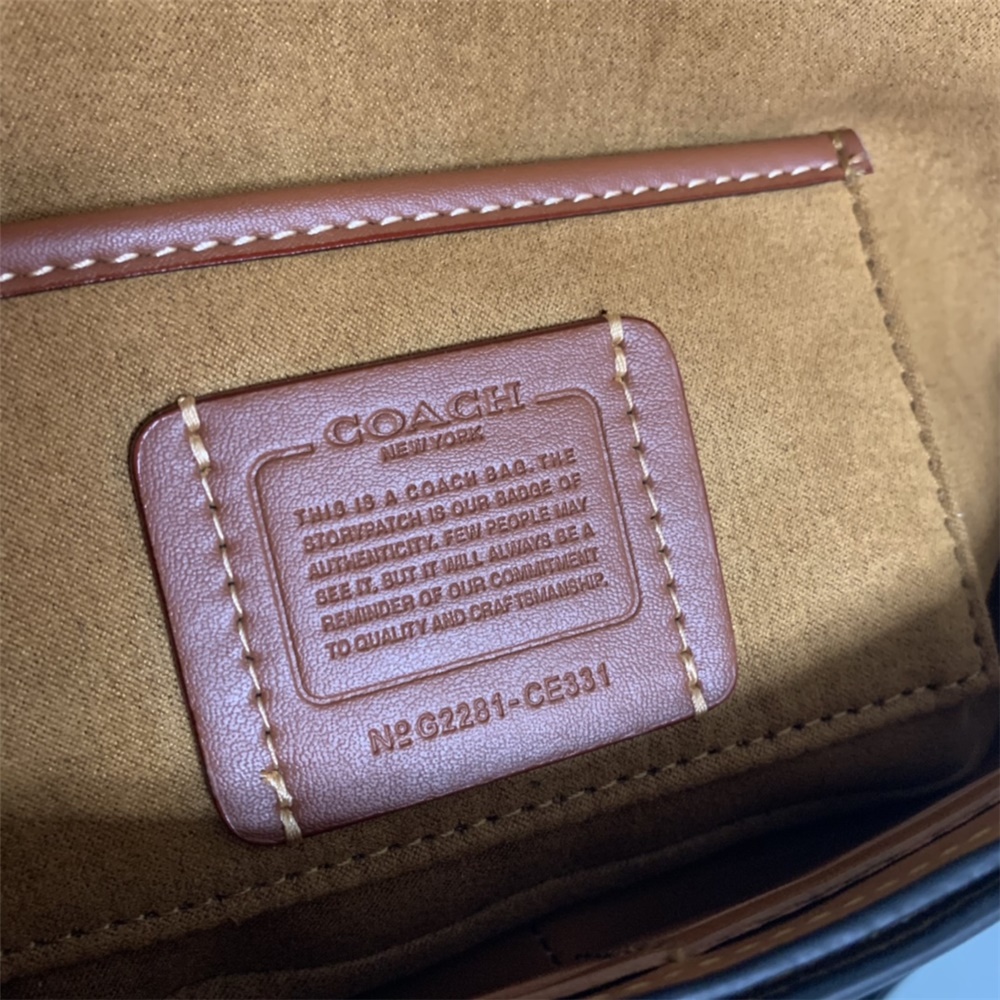 COACH
NEW YORK
THIS IS A COACH BAG. THE
STORYPATCH IS OUR BADGE OF
AUTHENTICITY. FEW PEOPLE MAY
SEE IT. BUT IT WILL ALWAYS BE A
REMINDER OF OUR COMMITMENT
TO QUALITY AND CRAFTSMANSHIP.
Nº G2281-CE331